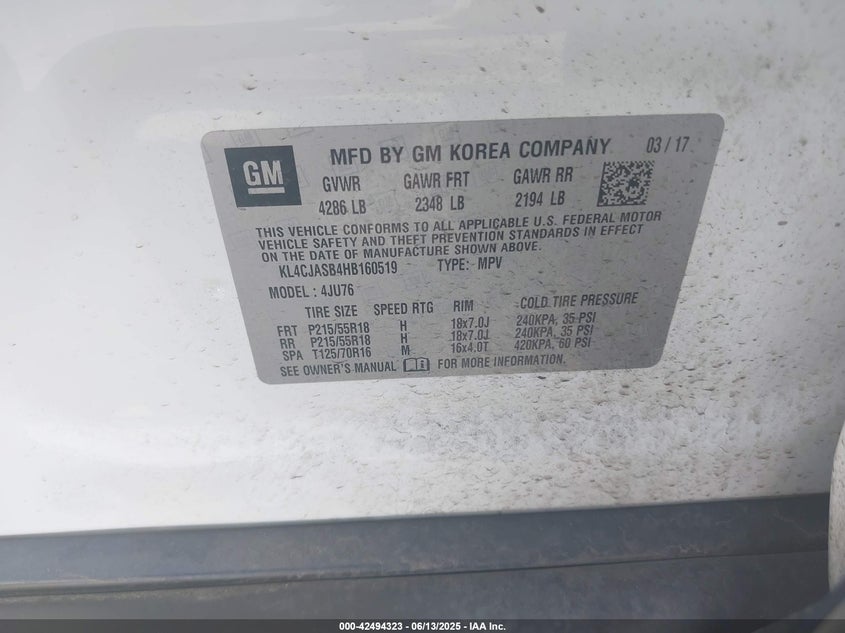 GM
MFD BY GM KOREA COMPANY 03 / 17
GVWR GAWR FRT GAWR RR
4286 LB 2348 LB 2194 LB
THIS VEHICLE CONFORMS TO ALL APPLICABLE U.S. FEDERAL MOTOR
VEHICLE SAFETY AND THEFT PREVENTION STANDARDS IN EFFECT
ON THE DATE OF MANUFACTURE SHOWN ABOVE.
KL4CJASB4HB160519 TYPE: MPV
MODEL: 4JU76
TIRE SIZE SPEED RTG RIM COLD TIRE PRESSURE
FRT P215/55R18 H 18x7.0J 240KPA, 35 PSI
RR P215/55R18 H 18x7.0J 240KPA, 35 PSI
SPA T125/70R16 M 16x4.0T 420KPA, 60 PSI
SEE OWNER'S MANUAL FOR MORE INFORMATION.
000-42494323 - 06/13/2025 - IAA Inc.